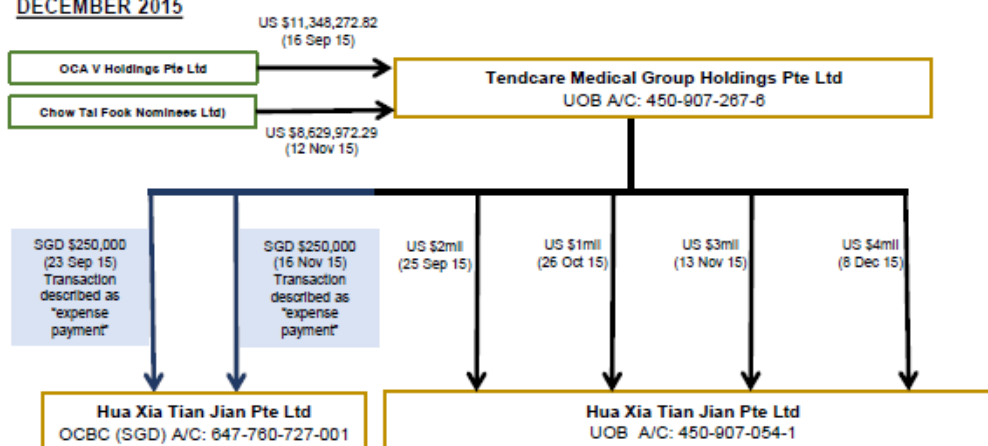 DECEMBER 2015
US $11,348,272.82
(16 Sep 15)
OCA V Holdings Pte Ltd
Tendcare Medical Group Holdings Pte Ltd
UOB A/C: 450-907-267-6
Chow Tai Fook Nominees Ltd)
US $8,629,972.29
(12 Nov 15)
SGD $250,000
(23 Sep 15)
Transaction
described as
"expense
payment"
SGD $250,000
(16 Nov 15)
Transaction
described as
"expense
payment"
US $2mil
(25 Sep 15)
US $1mil
(26 Oct 15)
US $3mil
(13 Nov 15)
US $4mil
(8 Dec 15)
Hua Xia Tian Jian Pte Ltd
OCBC (SGD) A/C: 647-760-727-001
Hua Xia Tian Jian Pte Ltd
UOB A/C: 450-907-054-1